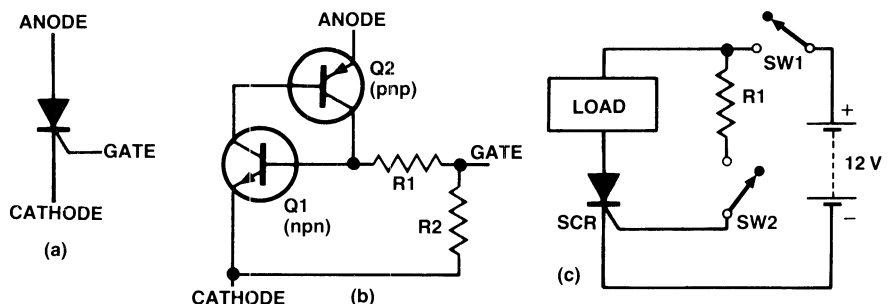 ANODE
GATE
CATHODE
(a)
ANODE
Q2
(pnp)
GATE
R1
Q1
(npn)
R2
CATHODE
(b)
SW1
LOAD
R1
+
12 V
−
SCR
SW2
(c)